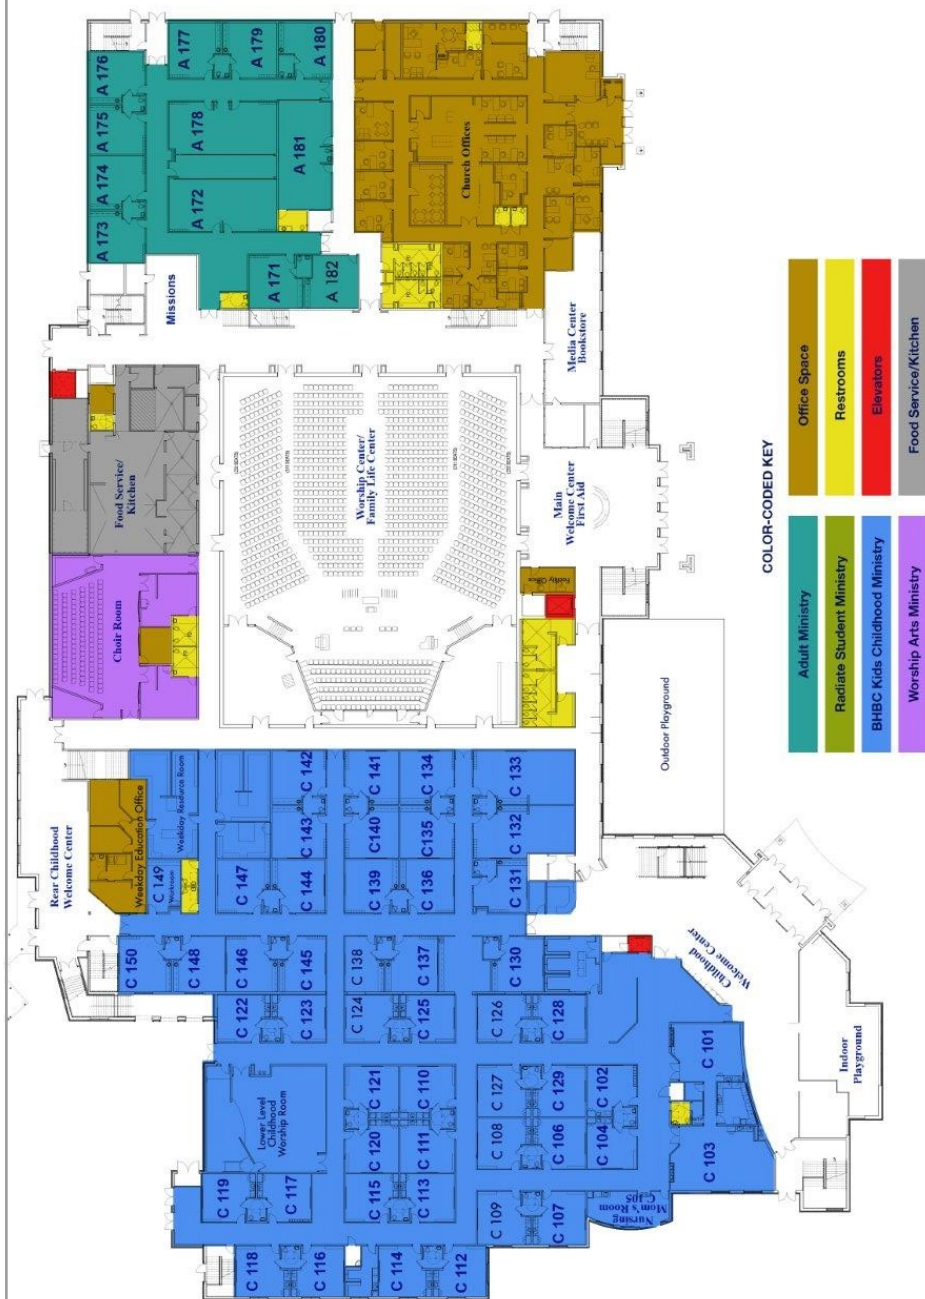 A 176
A 175
A 174
A 173
A 177
A 179
A 180
A 178
A 172
A 181
A 171
A 182
Missions
Church Offices
Media Center
Bookstore
Food Service/
Kitchen
Choir Room
Worship Center/
Family Life Center
Main
Welcome Center
First Aid
Facility Office
Outdoor Playground
Rear Childhood
Welcome Center
Weekday Education Office
Weekday Resource Room
C 149
Workroom
C 150
C 148
C 147
C 146
C 145
C 144
C 143
C 142
C 141
C140
C 139
C 138
C 137
C 136
C135
C 134
C 133
C 132
C 131
C 130
C 122
C 123
C 124
C 125
C 126
C 128
Lower Level
Childhood
Worship Room
C 121
C 110
C 120
C 111
C 127
C 129
C 108
C 106
C 102
C 104
C 101
C 103
C 119
C 117
C 115
C 113
C 109
C 107
Nursing
Mom's Room
C 105
C 118
C 116
C 114
C 112
Childhood
Welcome Center
Indoor
Playground
COLOR-CODED KEY
Adult Ministry
Radiate Student Ministry
BHBC Kids Childhood Ministry
Worship Arts Ministry
Office Space
Restrooms
Elevators
Food Service/Kitchen